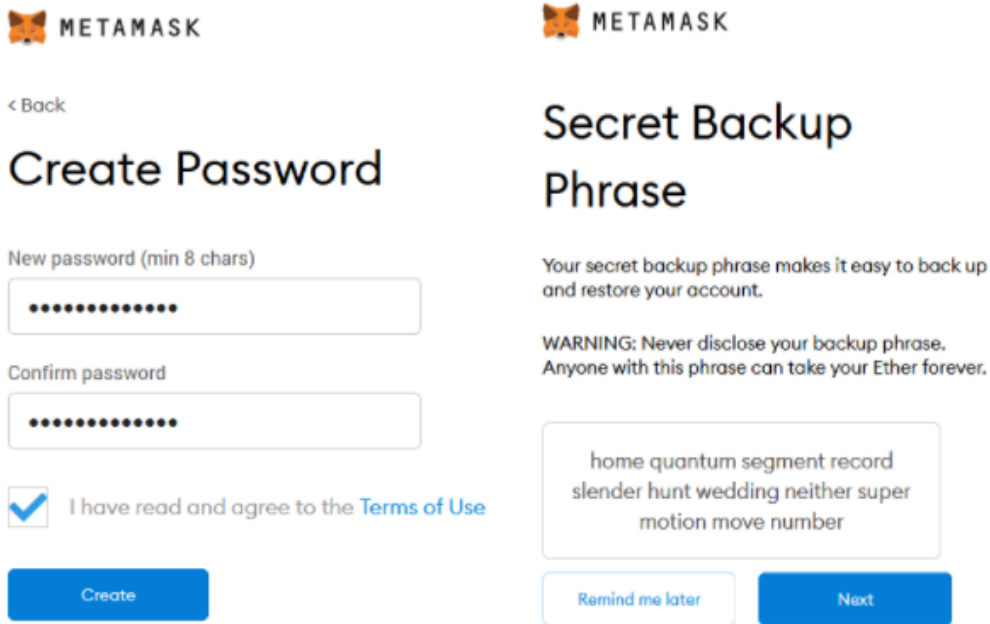 METAMASK
< Back
Create Password
New password (min 8 chars)
•••••••••••••
Confirm password
•••••••••••••
I have read and agree to the Terms of Use
Create
METAMASK
Secret Backup
Phrase
Your secret backup phrase makes it easy to back up
and restore your account.
WARNING: Never disclose your backup phrase.
Anyone with this phrase can take your Ether forever.
home quantum segment record
slender hunt wedding neither super
motion move number
Remind me later
Next